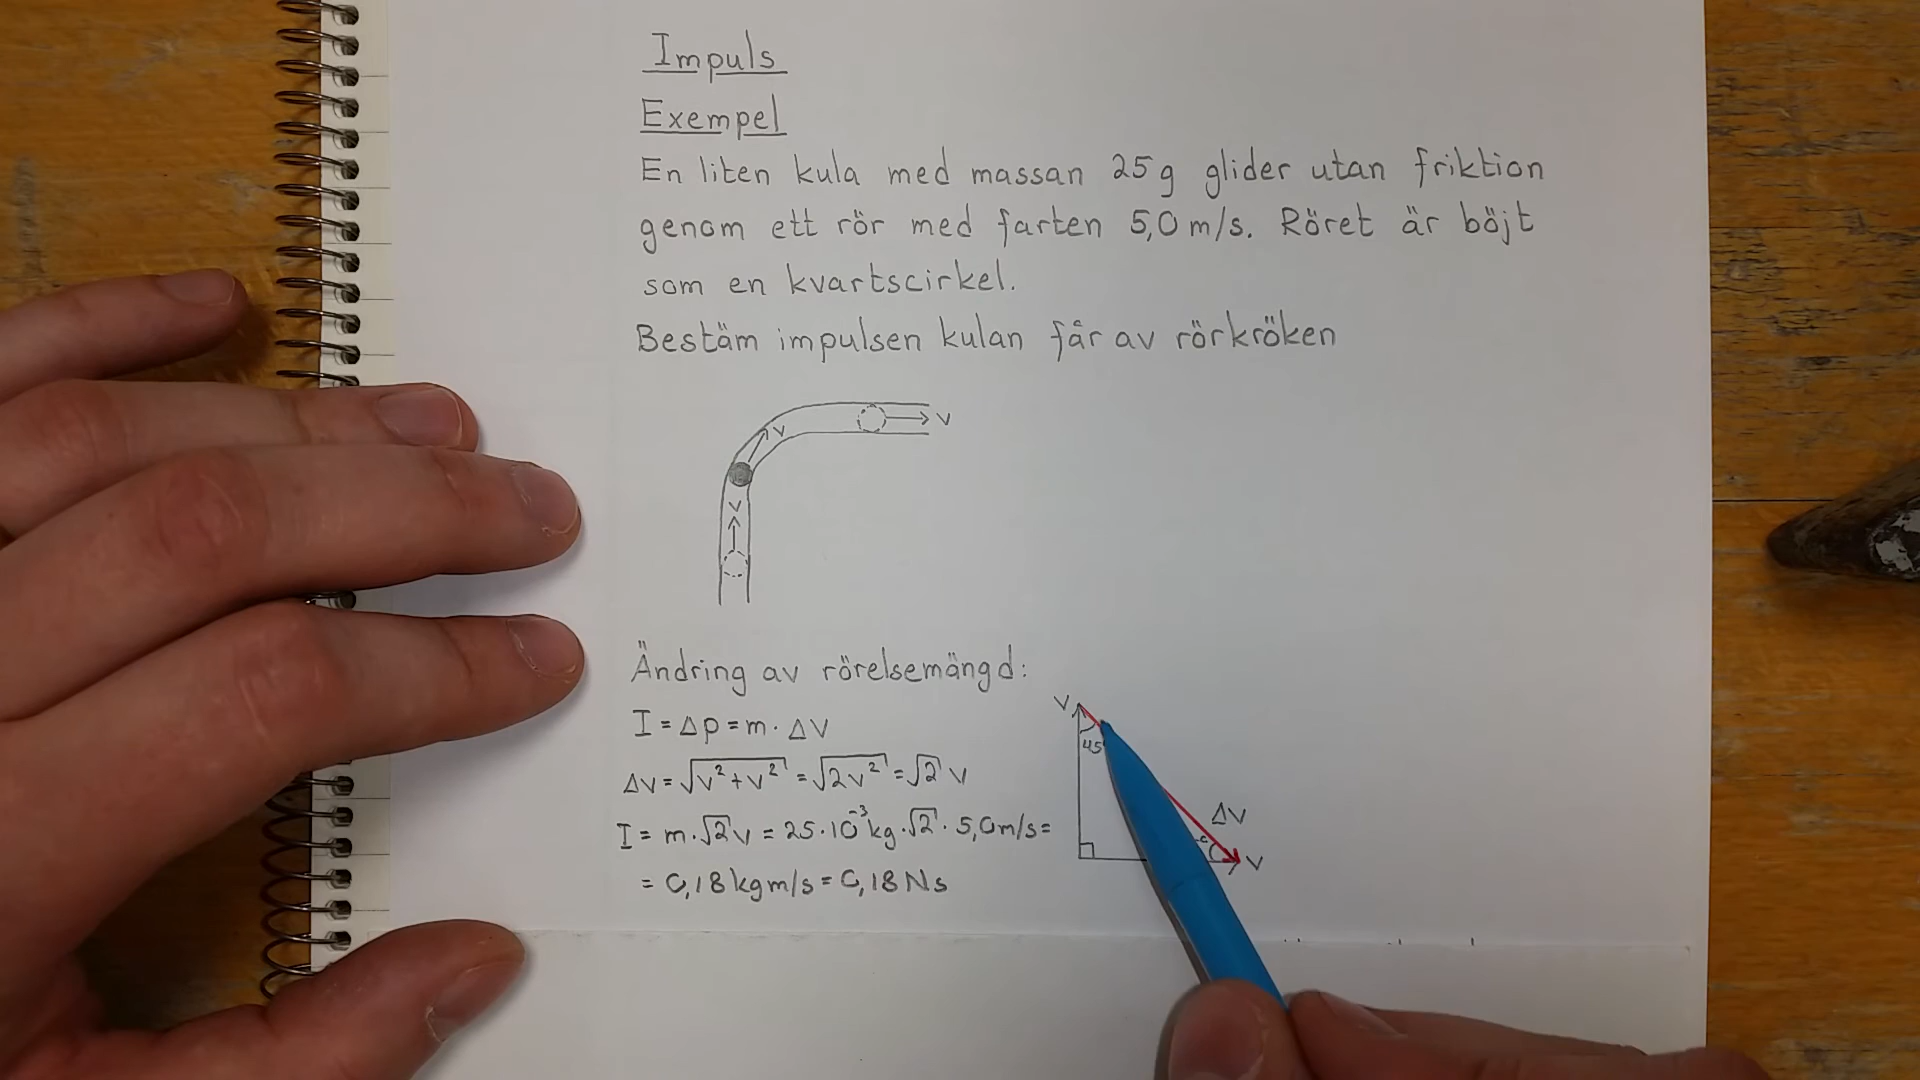 Impuls
Exempel
En liten kula med massan 25g glider utan friktion
genom ett rör med farten 5,0 m/s. Röret är böjt
som en kvartscirkel.
Bestäm impulsen kulan får av rörkröken
v
v
v
Ändring av rörelsemängd:
I = Δp = m · Δv
v
45°
Δv = √v² + v² = √2v² = √2 v
Δv
I = m · √2 v = 25 · 10⁻³ kg · √2 · 5,0 m/s =
v
= 0,18 kgm/s = 0,18 Ns